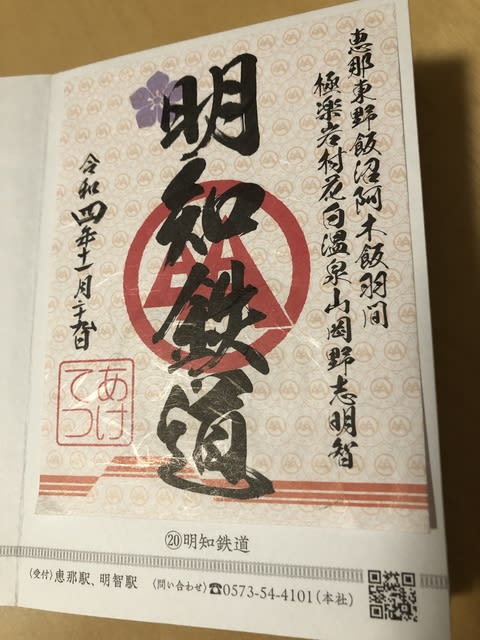 恵那東野飯沼阿木飯羽間
極楽岩村花白温泉山岡野志明智
明知鉄道
令和四年十一月
あけ
てつ
⑳明知鉄道
〈受付〉恵那駅、明智駅 〈問い合わせ〉☎0573-54-4101（本社）